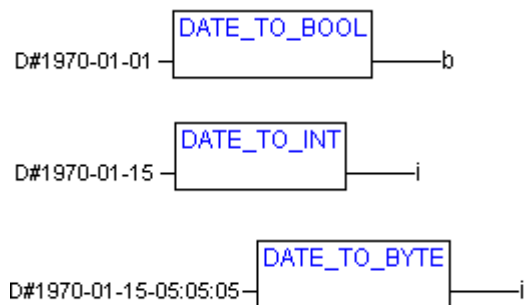 DATE_TO_BOOL
D#1970-01-01 b
DATE_TO_INT
D#1970-01-15 i
DATE_TO_BYTE
D#1970-01-15-05:05:05 i